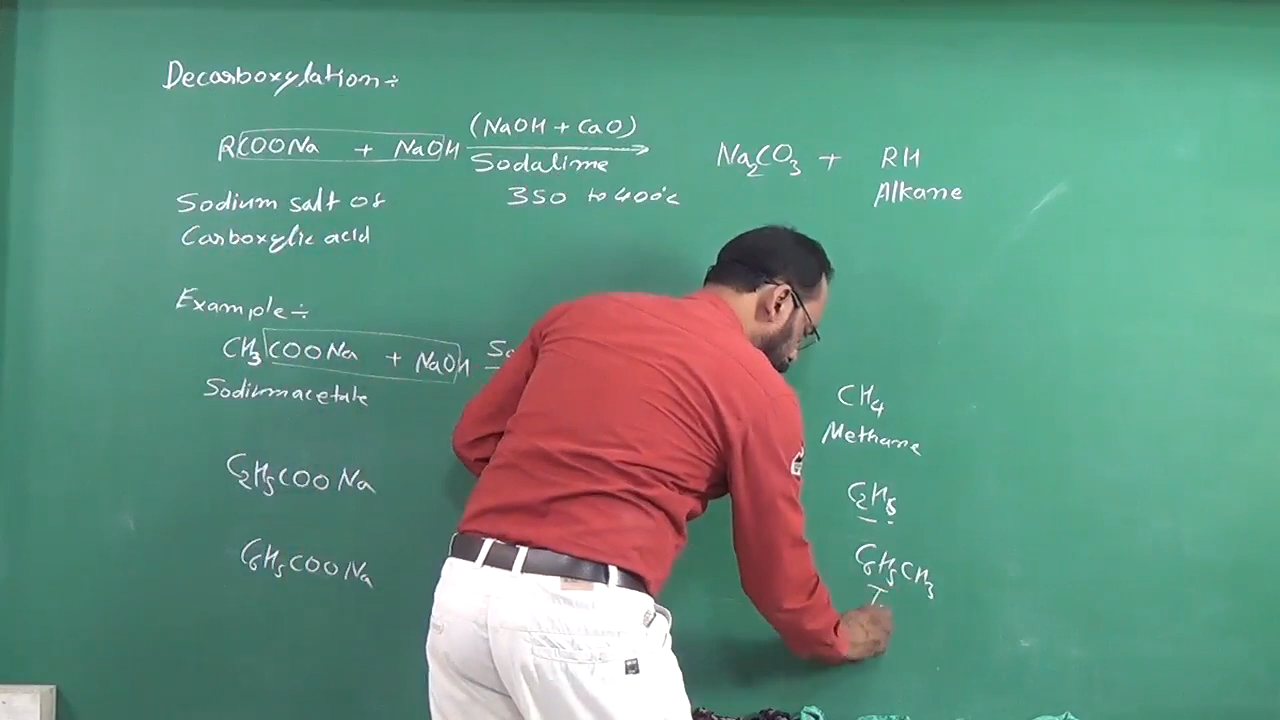 Decarboxylation ÷
(NaOH + CaO)
RCOONa + NaOH Sodalime Na₂CO₃ + RH
350 to 400°c
Sodium salt of Alkane
Carboxylic acid
Example ÷
CH₃COONa + NaOH
Sodiumacetate CH₄
Methane
C₂H₅COONa C₂H₆
C₆H₅COONa C₆H₅CH₃
T